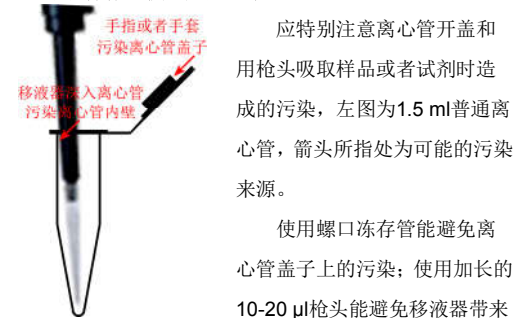 手指或者手套
污染离心管盖子
移液器深入离心管
污染离心管内壁
应特别注意离心管开盖和
用枪头吸取样品或者试剂时造
成的污染，左图为1.5 ml普通离
心管，箭头所指处为可能的污染
来源。
使用螺口冻存管能避免离
心管盖子上的污染；使用加长的
10-20 μl枪头能避免移液器带来